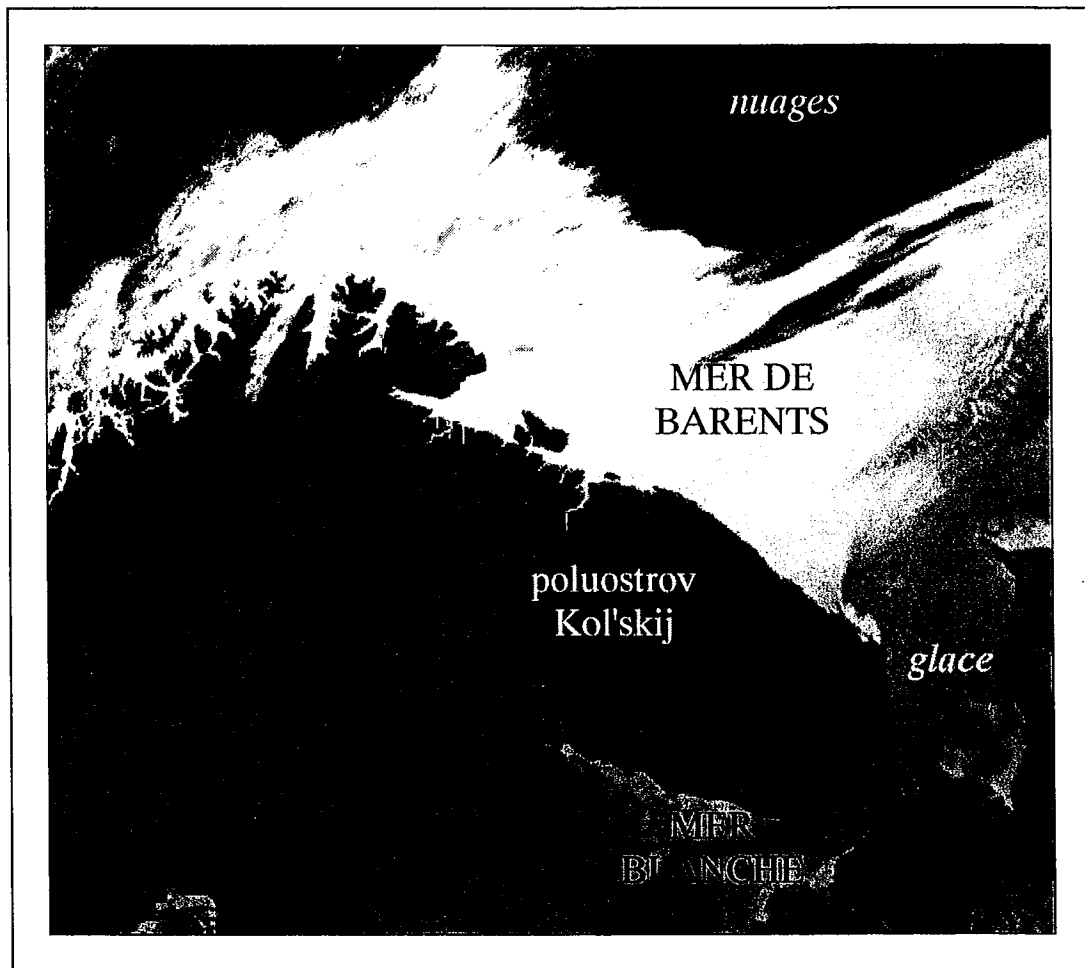 nuages
MER DE
BARENTS
poluostrov
Kol'skij
glace
MER
BLANCHE